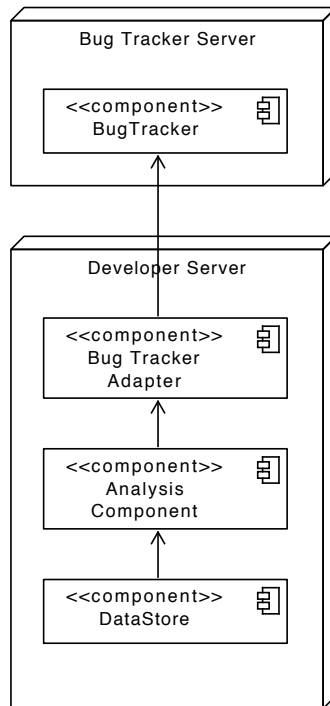 Bug Tracker Server
<<component>>
BugTracker
Developer Server
<<component>>
Bug Tracker
Adapter
<<component>>
Analysis
Component
<<component>>
DataStore